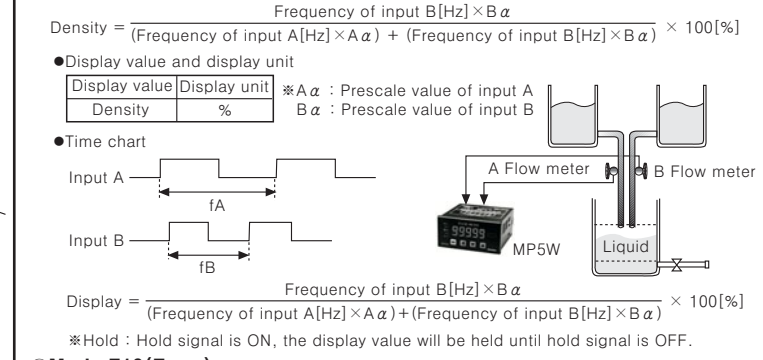 Density = Frequency of input B[Hz]×Bα / (Frequency of input A[Hz]×Aα) + (Frequency of input B[Hz]×Bα) × 100[%]
●Display value and display unit
Display value Display unit
Density %
※Aα : Prescale value of input A
Bα : Prescale value of input B
●Time chart
Input A
fA
Input B
fB
A Flow meter
B Flow meter
99999
MP5W
Liquid
Display = Frequency of input B[Hz]×Bα / (Frequency of input A[Hz]×Aα)+(Frequency of input B[Hz]×Bα) × 100[%]
※Hold : Hold signal is ON, the display value will be held until hold signal is OFF.